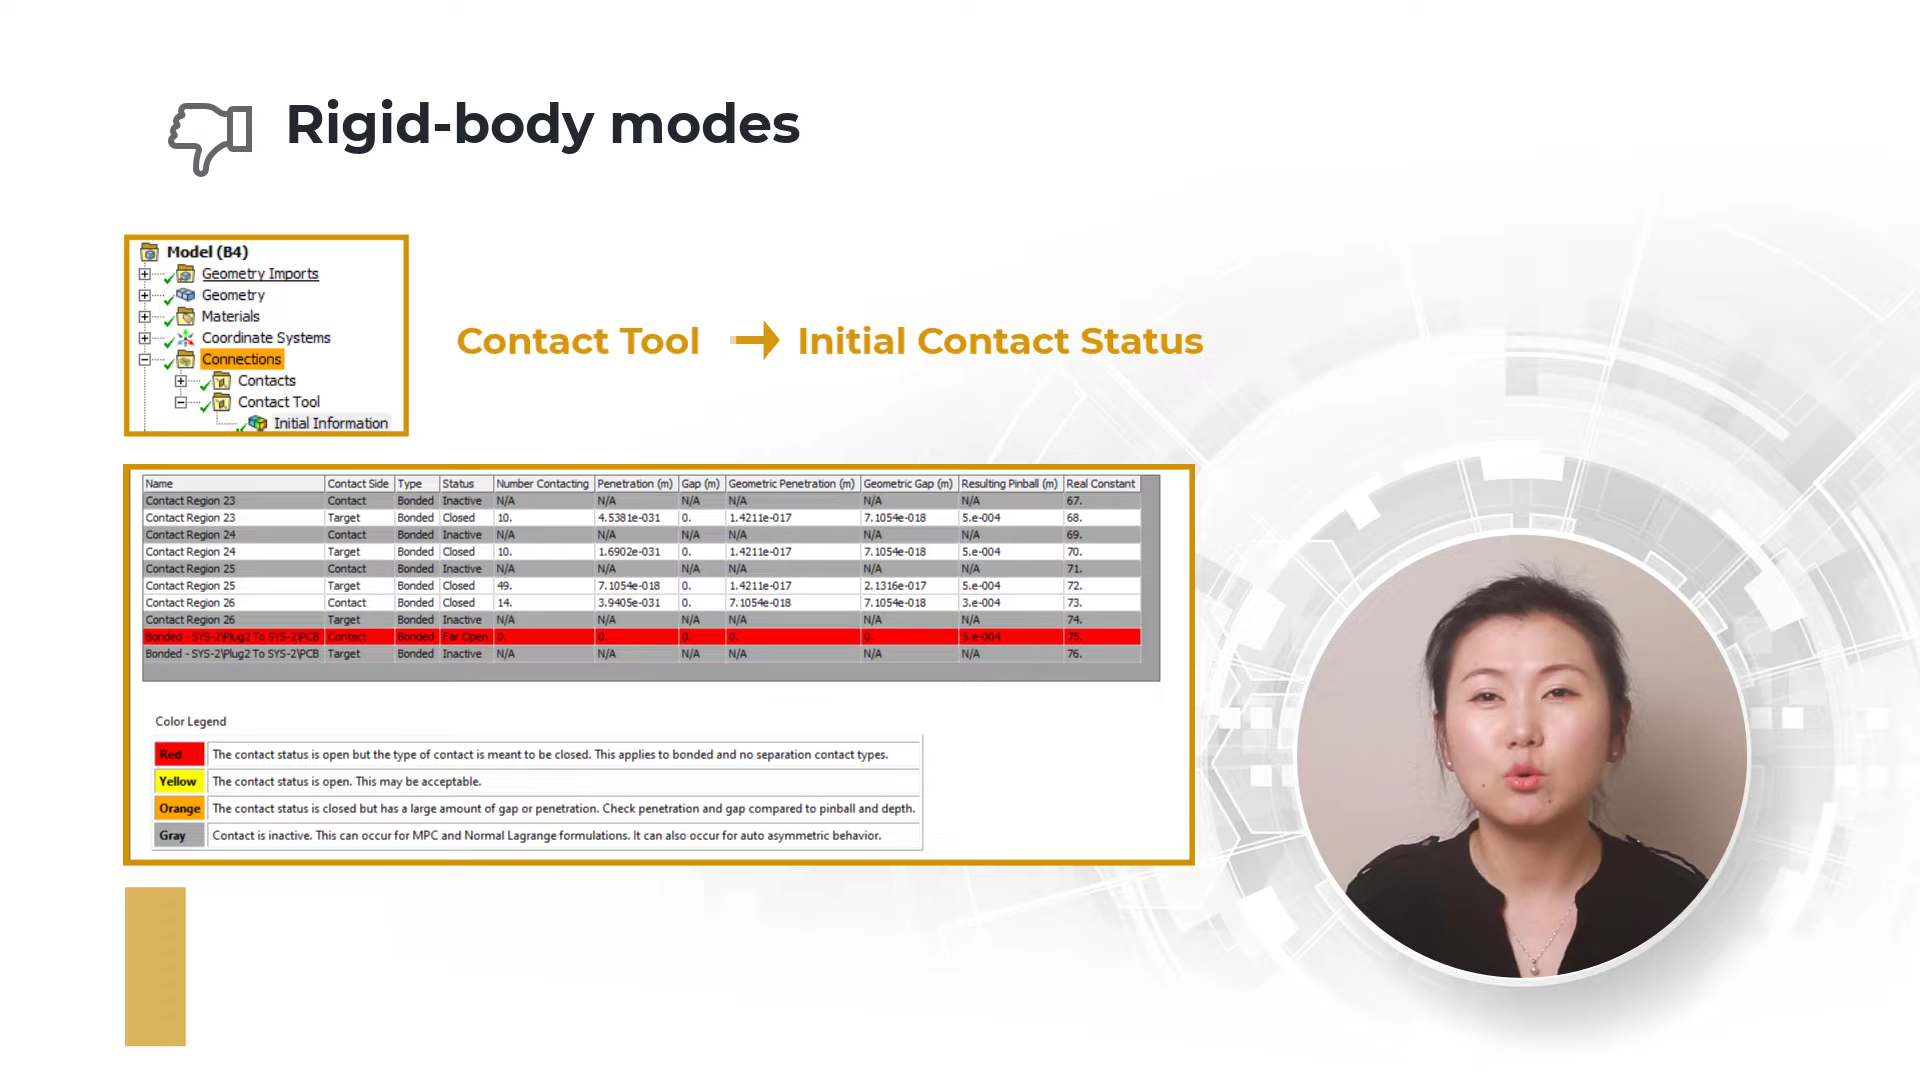 Rigid-body modes
Model (B4)
Geometry Imports
Geometry
Materials
Coordinate Systems
Connections
Contacts
Contact Tool
Initial Information
Contact Tool → Initial Contact Status
Name Contact Side Type Status Number Contacting Penetration (m) Gap (m) Geometric Penetration (m) Geometric Gap (m) Resulting Pinball (m) Real Constant
Contact Region 23 Contact Bonded Inactive N/A N/A N/A N/A N/A N/A 67.
Contact Region 23 Target Bonded Closed 10. 4.5381e-031 0. 1.4211e-017 7.1054e-018 5.e-004 68.
Contact Region 24 Contact Bonded Inactive N/A N/A N/A N/A N/A N/A 69.
Contact Region 24 Target Bonded Closed 10. 1.6902e-031 0. 1.4211e-017 7.1054e-018 5.e-004 70.
Contact Region 25 Contact Bonded Inactive N/A N/A N/A N/A N/A N/A 71.
Contact Region 25 Target Bonded Closed 49. 7.1054e-018 0. 1.4211e-017 2.1316e-017 5.e-004 72.
Contact Region 26 Contact Bonded Closed 14. 3.9405e-031 0. 7.1054e-018 7.1054e-018 3.e-004 73.
Contact Region 26 Target Bonded Inactive N/A N/A N/A N/A N/A N/A 74.
Bonded - SYS-2\Plug2 To SYS-2\PCB Contact Bonded Far Open 0. 0. 0. 0. 0. 5.e-004 75.
Bonded - SYS-2\Plug2 To SYS-2\PCB Target Bonded Inactive N/A N/A N/A N/A N/A N/A 76.
Color Legend
Red The contact status is open but the type of contact is meant to be closed. This applies to bonded and no separation contact types.
Yellow The contact status is open. This may be acceptable.
Orange The contact status is closed but has a large amount of gap or penetration. Check penetration and gap compared to pinball and depth.
Gray Contact is inactive. This can occur for MPC and Normal Lagrange formulations. It can also occur for auto asymmetric behavior.